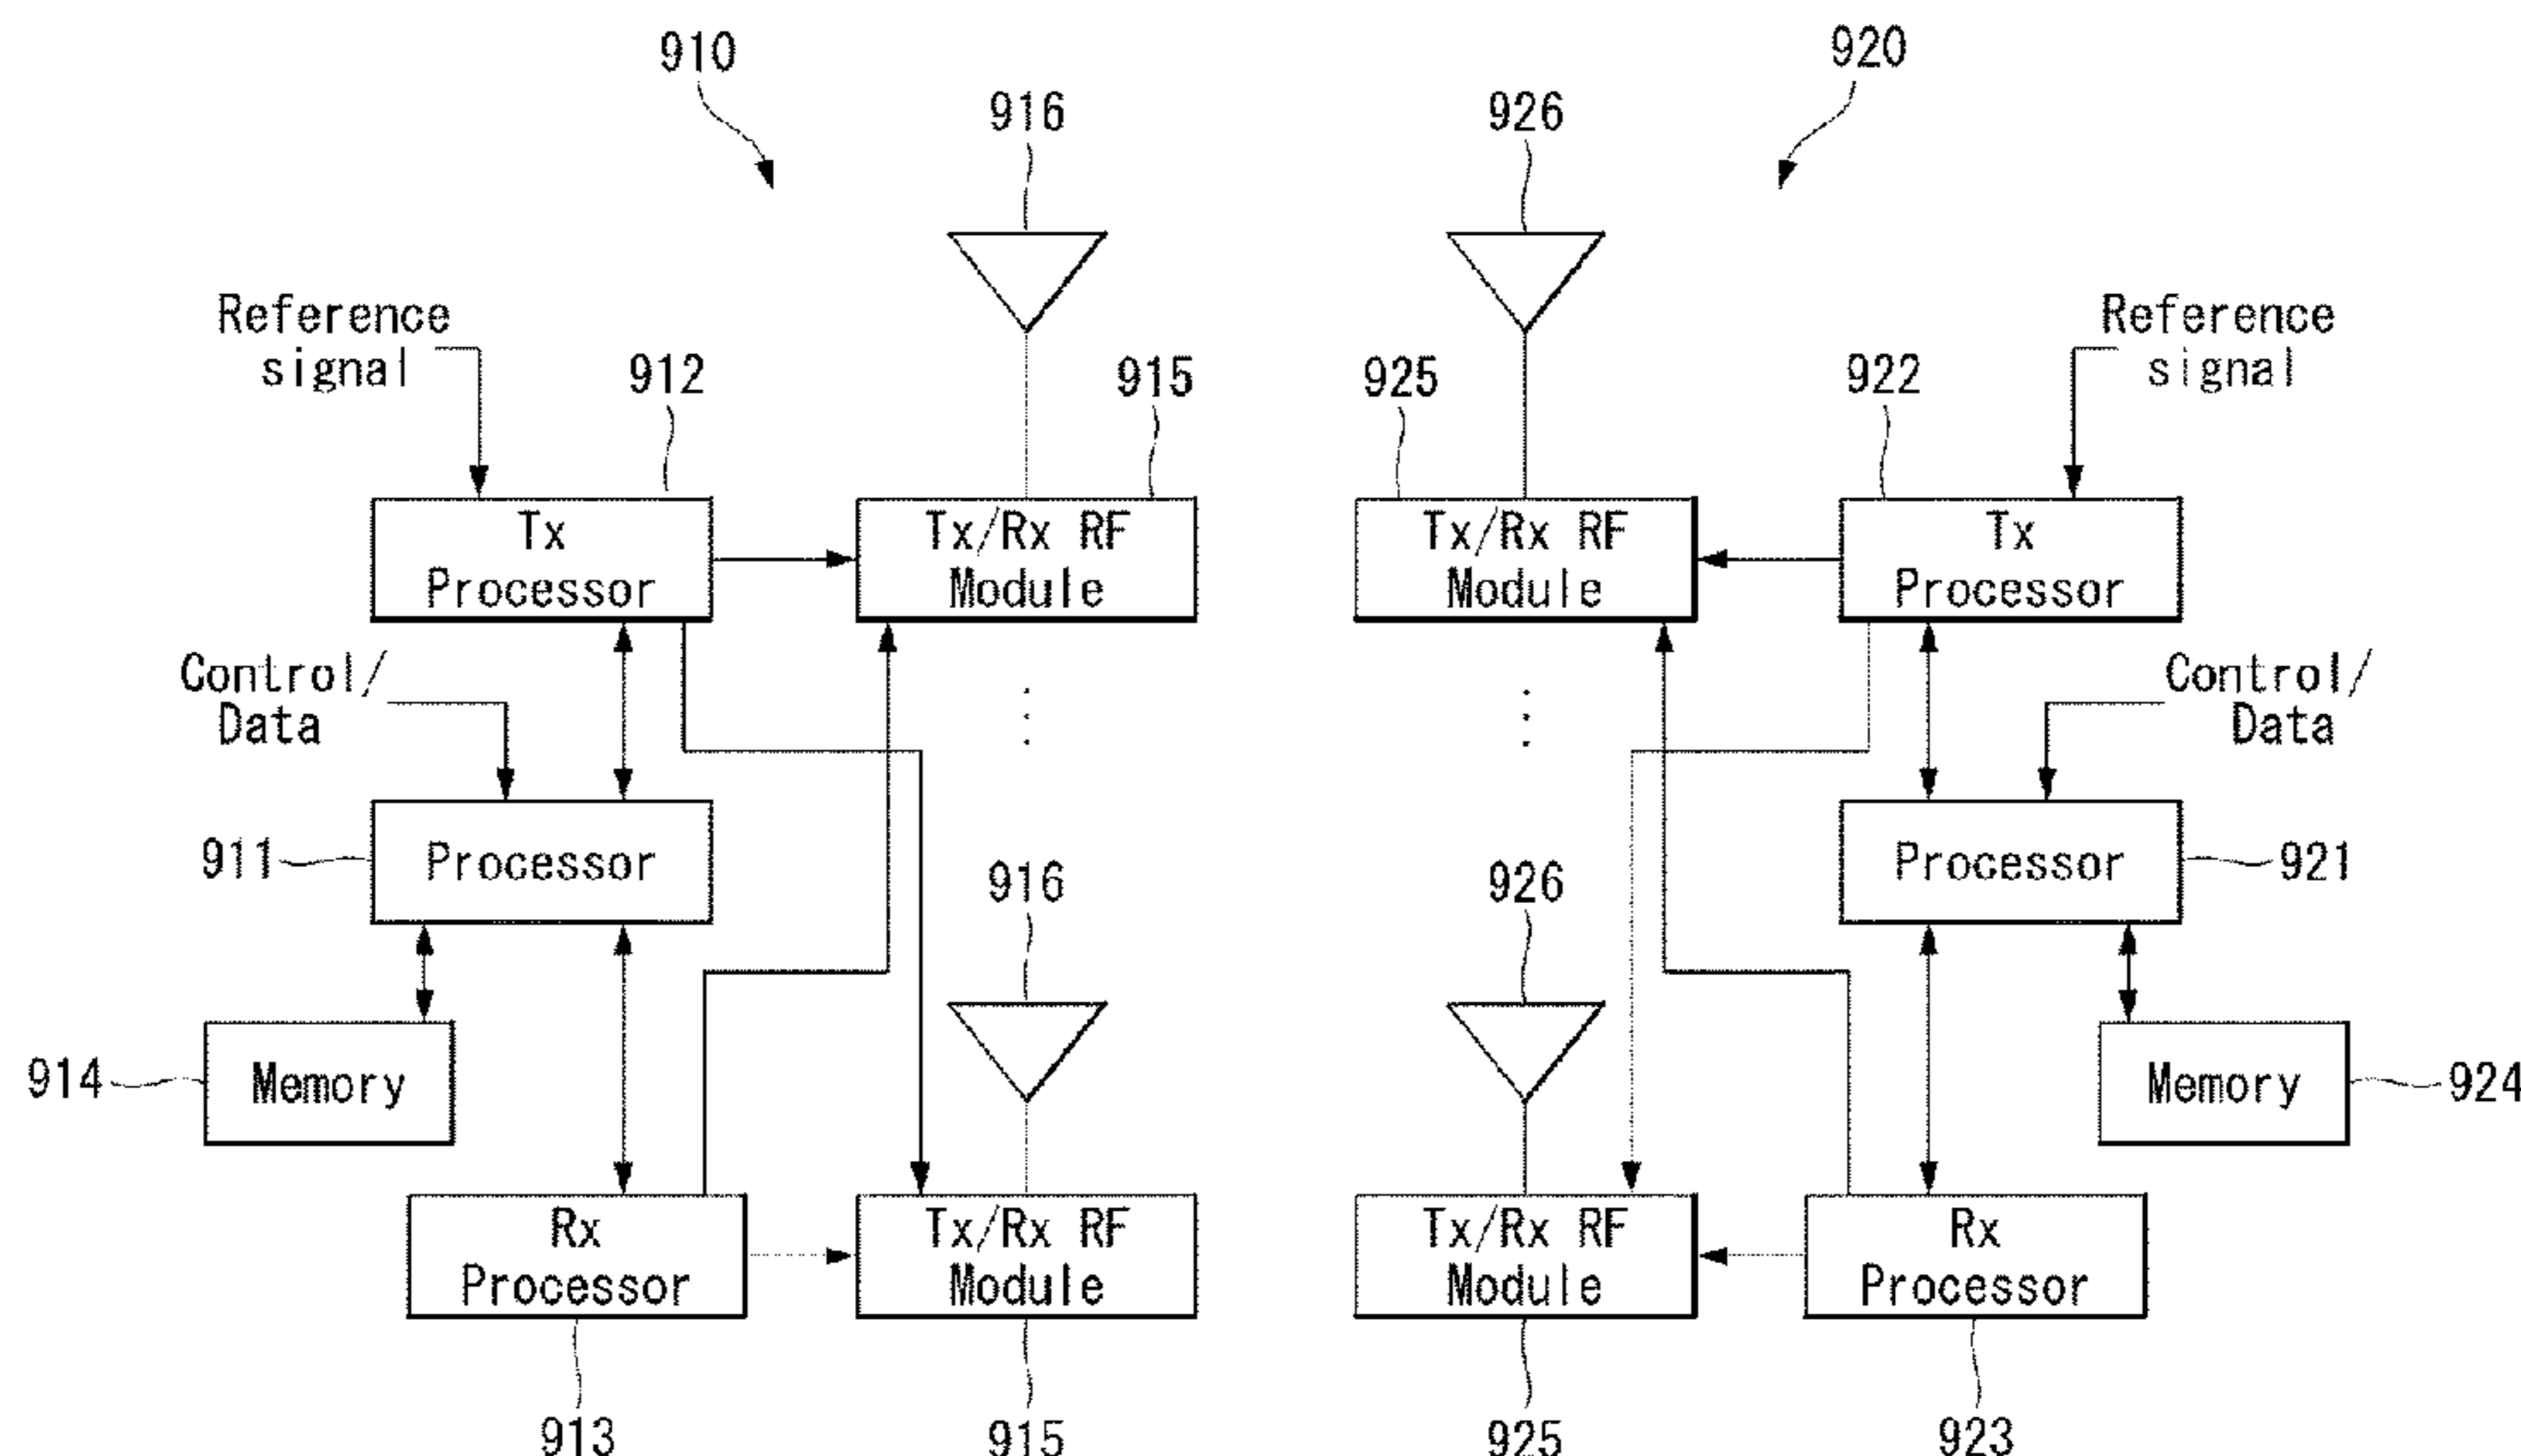 910
920
916
926
Reference
signal
912
915
925
922
Reference
signal
Tx
Processor
Tx/Rx RF
Module
Tx/Rx RF
Module
Tx
Processor
Control/
Data
Control/
Data
911
Processor
916
926
Processor
921
914
Memory
Memory
924
Rx
Processor
Tx/Rx RF
Module
Tx/Rx RF
Module
Rx
Processor
913
915
925
923